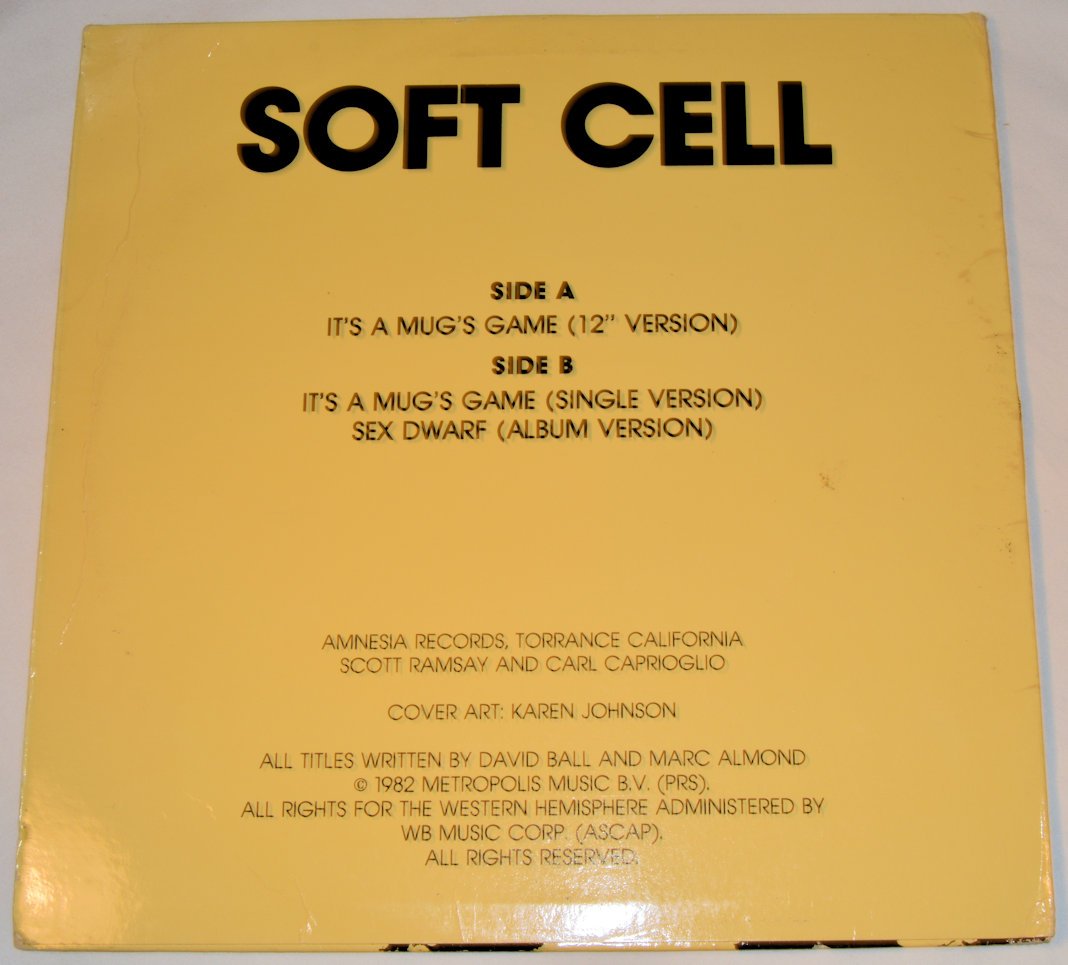 SOFT CELL
SIDE A
IT'S A MUG'S GAME (12" VERSION)
SIDE B
IT'S A MUG'S GAME (SINGLE VERSION)
SEX DWARF (ALBUM VERSION)
AMNESIA RECORDS, TORRANCE CALIFORNIA
SCOTT RAMSAY AND CARL CAPRIOGLIO
COVER ART: KAREN JOHNSON
ALL TITLES WRITTEN BY DAVID BALL AND MARC ALMOND
© 1982 METROPOLIS MUSIC B.V. (PRS).
ALL RIGHTS FOR THE WESTERN HEMISPHERE ADMINISTERED BY
WB MUSIC CORP. (ASCAP).
ALL RIGHTS RESERVED.